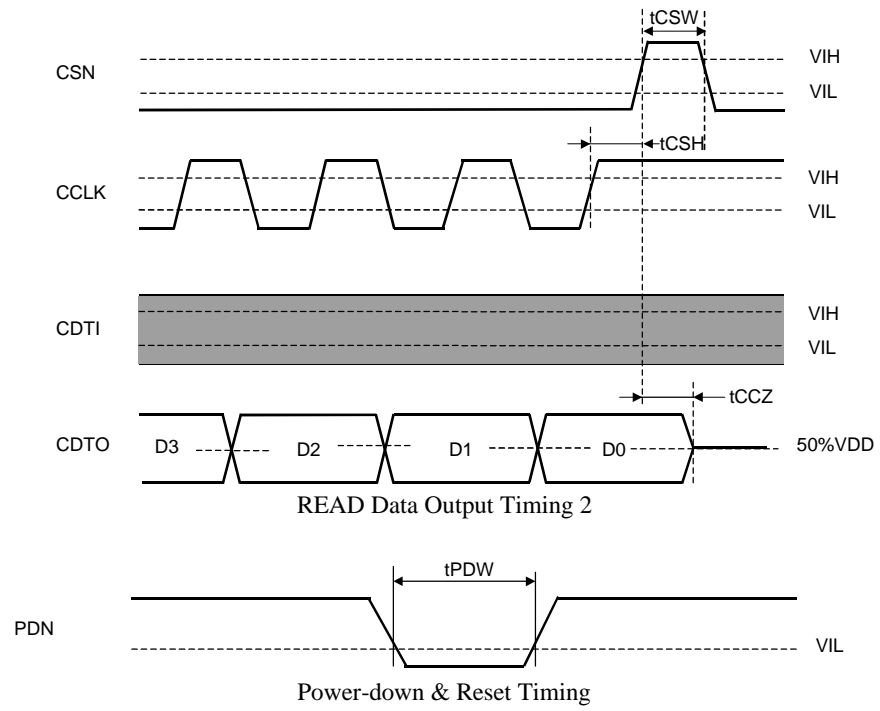 tCSW
CSN
VIH
VIL
tCSH
CCLK
VIH
VIL
CDTI
VIH
VIL
tCCZ
CDTO
D3
D2
D1
D0
50%VDD
READ Data Output Timing 2
tPDW
PDN
VIL
Power-down & Reset Timing